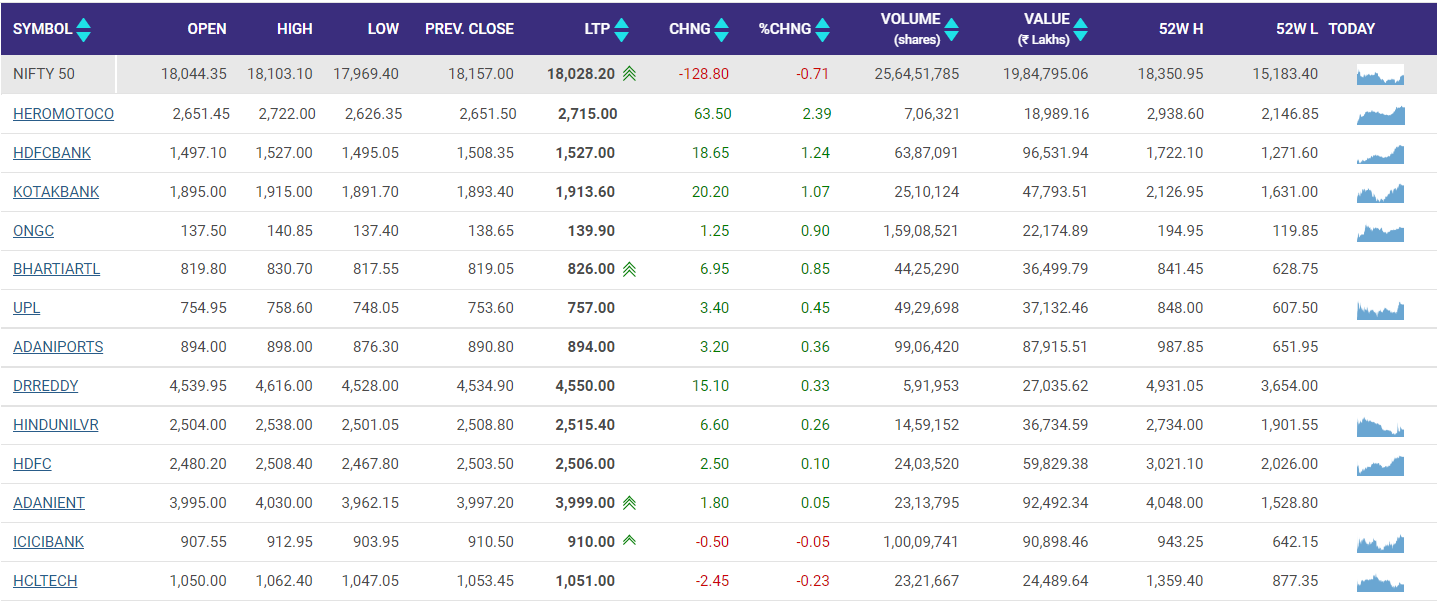 SYMBOL OPEN HIGH LOW PREV. CLOSE LTP CHNG %CHNG VOLUME (shares) VALUE (₹ Lakhs) 52W H 52W L TODAY
NIFTY 50 18,044.35 18,103.10 17,969.40 18,157.00 18,028.20 -128.80 -0.71 25,64,51,785 19,84,795.06 18,350.95 15,183.40
HEROMOTOCO 2,651.45 2,722.00 2,626.35 2,651.50 2,715.00 63.50 2.39 7,06,321 18,989.16 2,938.60 2,146.85
HDFCBANK 1,497.10 1,527.00 1,495.05 1,508.35 1,527.00 18.65 1.24 63,87,091 96,531.94 1,722.10 1,271.60
KOTAKBANK 1,895.00 1,915.00 1,891.70 1,893.40 1,913.60 20.20 1.07 25,10,124 47,793.51 2,126.95 1,631.00
ONGC 137.50 140.85 137.40 138.65 139.90 1.25 0.90 1,59,08,521 22,174.89 194.95 119.85
BHARTIARTL 819.80 830.70 817.55 819.05 826.00 6.95 0.85 44,25,290 36,499.79 841.45 628.75
UPL 754.95 758.60 748.05 753.60 757.00 3.40 0.45 49,29,698 37,132.46 848.00 607.50
ADANIPORTS 894.00 898.00 876.30 890.80 894.00 3.20 0.36 99,06,420 87,915.51 987.85 651.95
DRREDDY 4,539.95 4,616.00 4,528.00 4,534.90 4,550.00 15.10 0.33 5,91,953 27,035.62 4,931.05 3,654.00
HINDUNILVR 2,504.00 2,538.00 2,501.05 2,508.80 2,515.40 6.60 0.26 14,59,152 36,734.59 2,734.00 1,901.55
HDFC 2,480.20 2,508.40 2,467.80 2,503.50 2,506.00 2.50 0.10 24,03,520 59,829.38 3,021.10 2,026.00
ADANIENT 3,995.00 4,030.00 3,962.15 3,997.20 3,999.00 1.80 0.05 23,13,795 92,492.34 4,048.00 1,528.80
ICICIBANK 907.55 912.95 903.95 910.50 910.00 -0.50 -0.05 1,00,09,741 90,898.46 943.25 642.15
HCLTECH 1,050.00 1,062.40 1,047.05 1,053.45 1,051.00 -2.45 -0.23 23,21,667 24,489.64 1,359.40 877.35